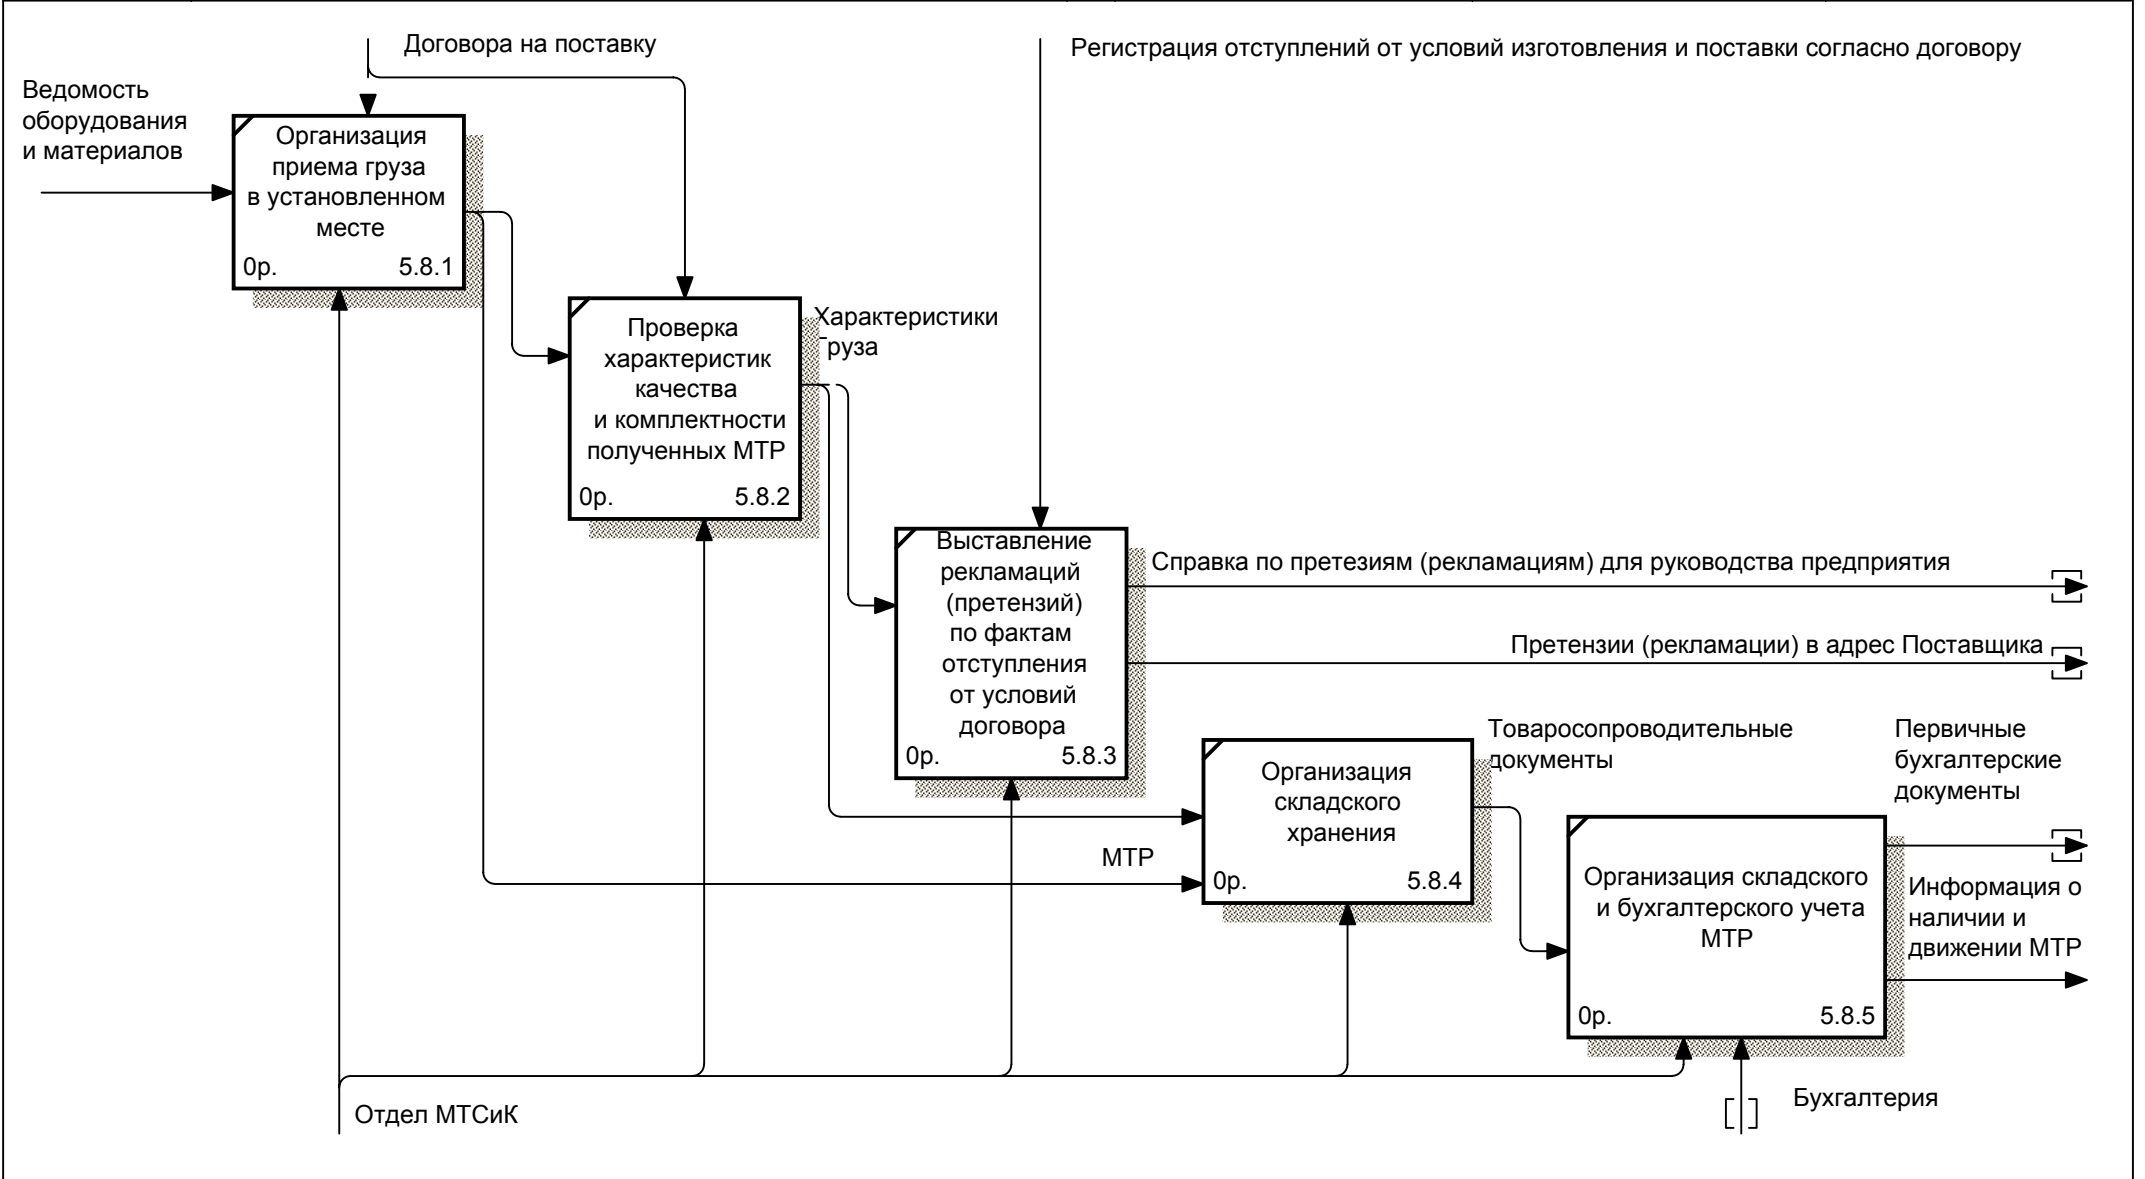 Договора на поставку
Регистрация отступлений от условий изготовления и поставки согласно договору
Ведомость
оборудования
и материалов
Организация
приема груза
в установленном
месте
0р. 5.8.1
Проверка
характеристик
качества
и комплектности
полученных МТР
0р. 5.8.2
Характеристики
груза
Выставление
рекламаций
(претензий)
по фактам
отступления
от условий
договора
0р. 5.8.3
Справка по претезиям (рекламациям) для руководства предприятия
Претензии (рекламации) в адрес Поставщика
Организация
складского
хранения
0р. 5.8.4
МТР
Товаросопроводительные
документы
Первичные
бухгалтерские
документы
Организация складского
и бухгалтерского учета
МТР
0р. 5.8.5
Информация о
наличии и
движении МТР
Бухгалтерия
Отдел МТСиК